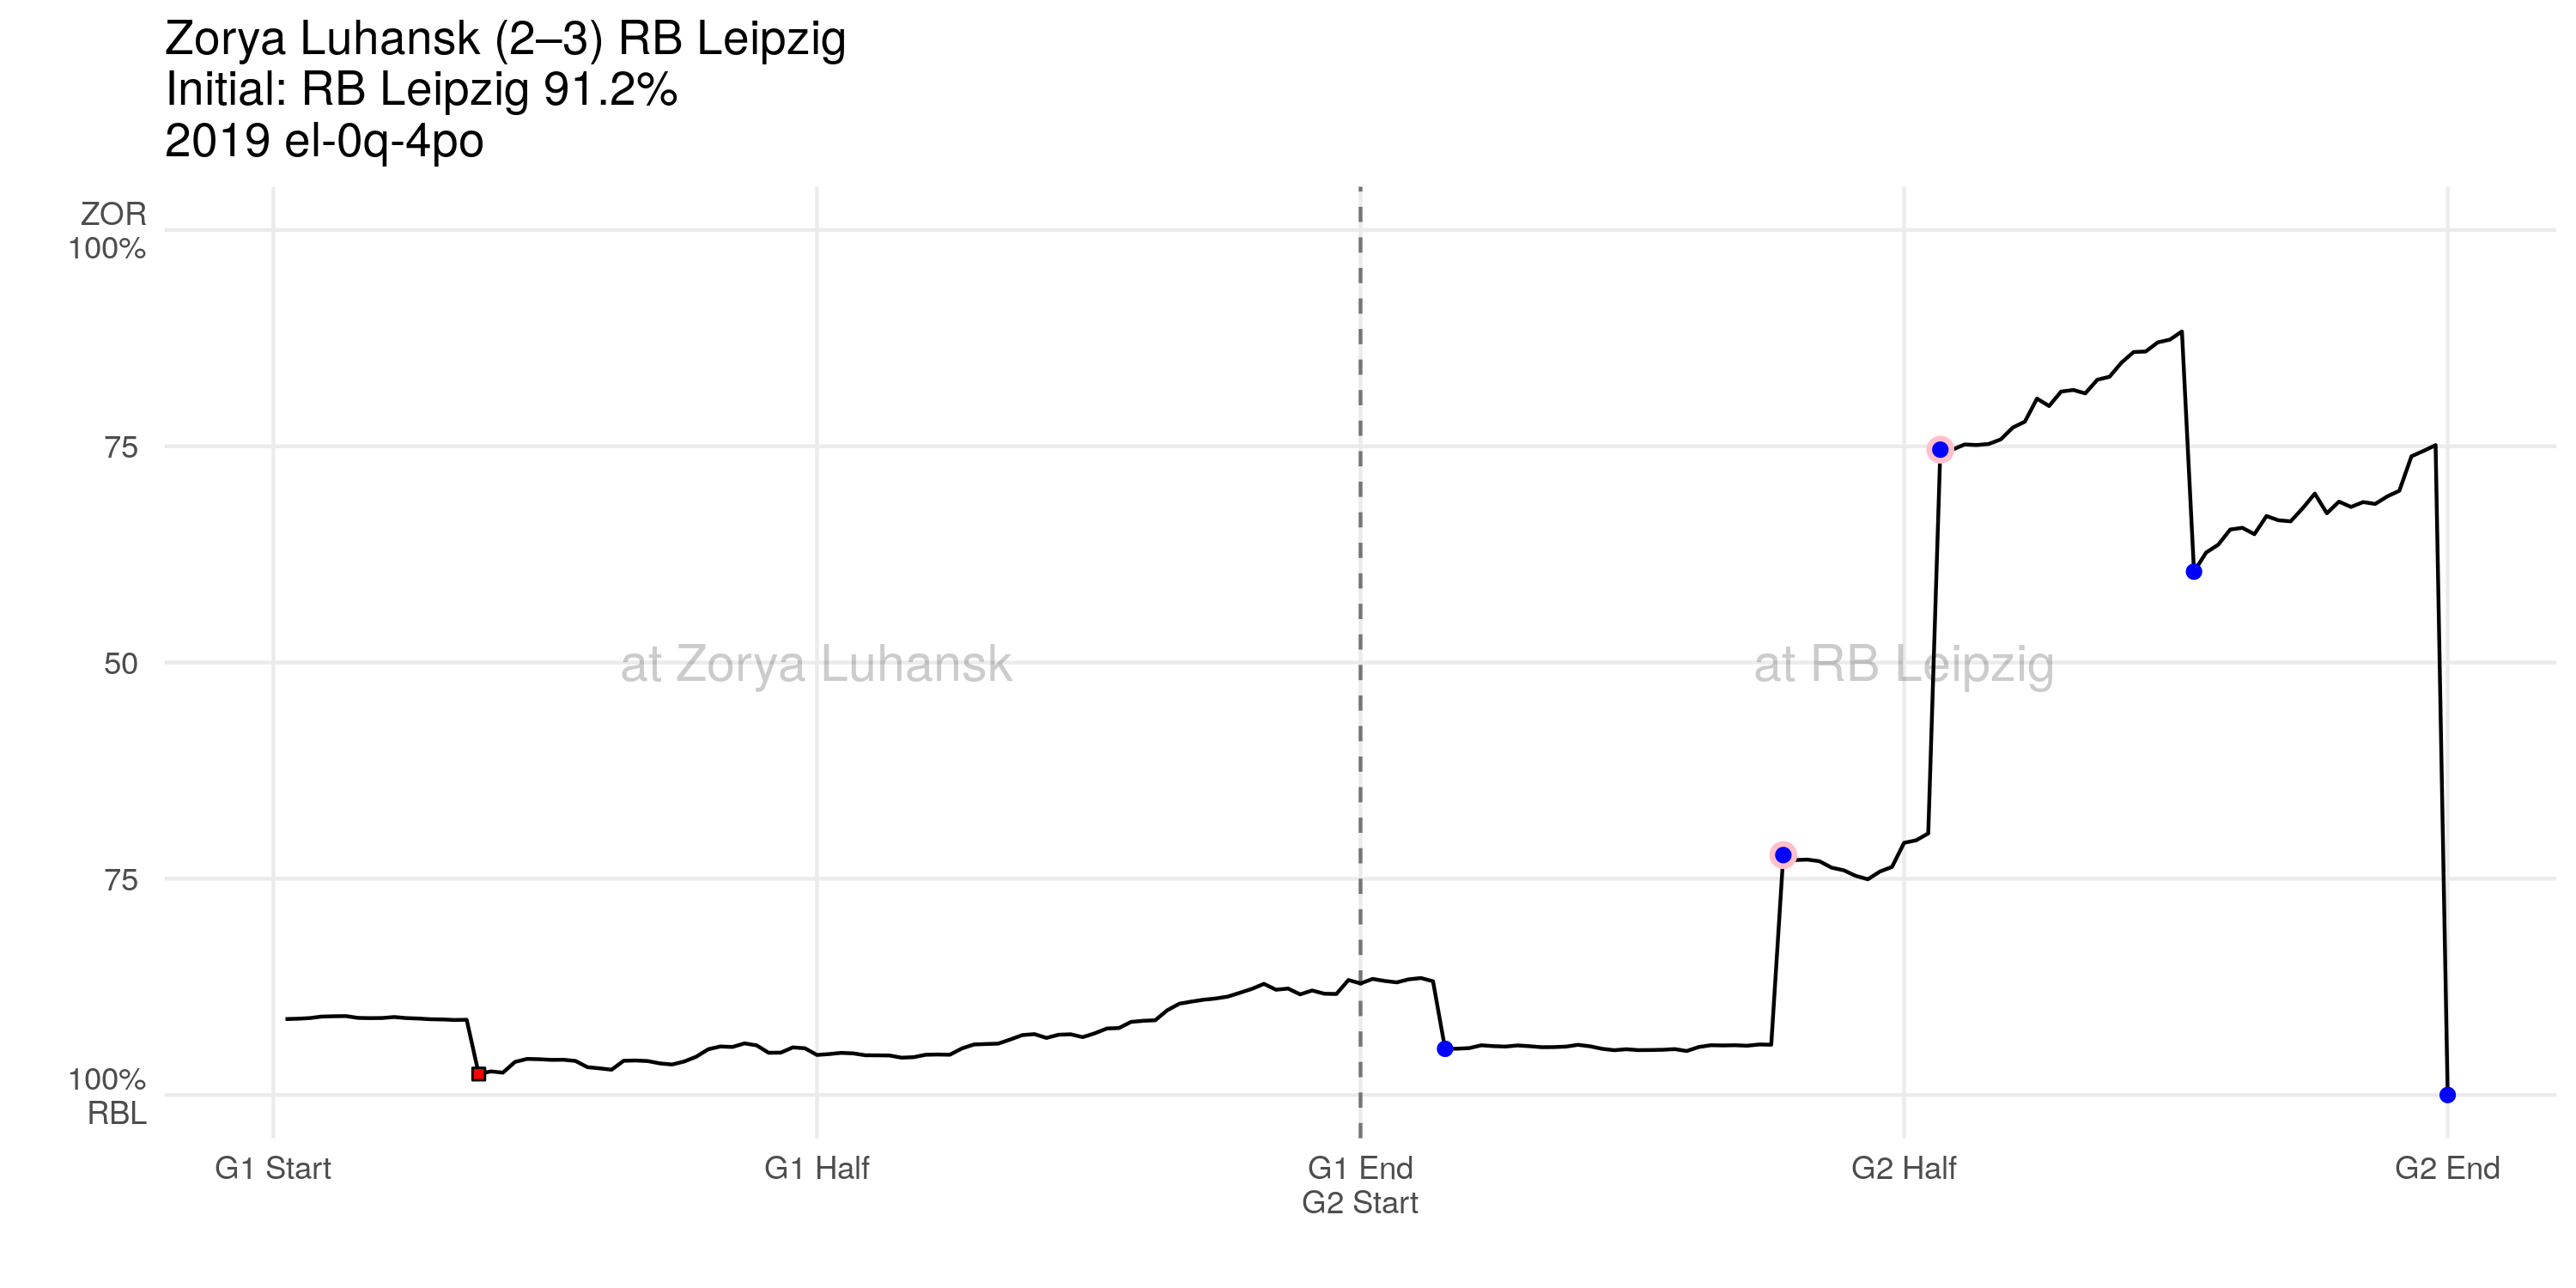 Zorya Luhansk (2–3) RB Leipzig
Initial: RB Leipzig 91.2%
2019 el-0q-4po
ZOR
100%
75
50
at Zorya Luhansk
at RB Leipzig
75
100%
RBL
G1 Start
G1 Half
G1 End
G2 Start
G2 Half
G2 End